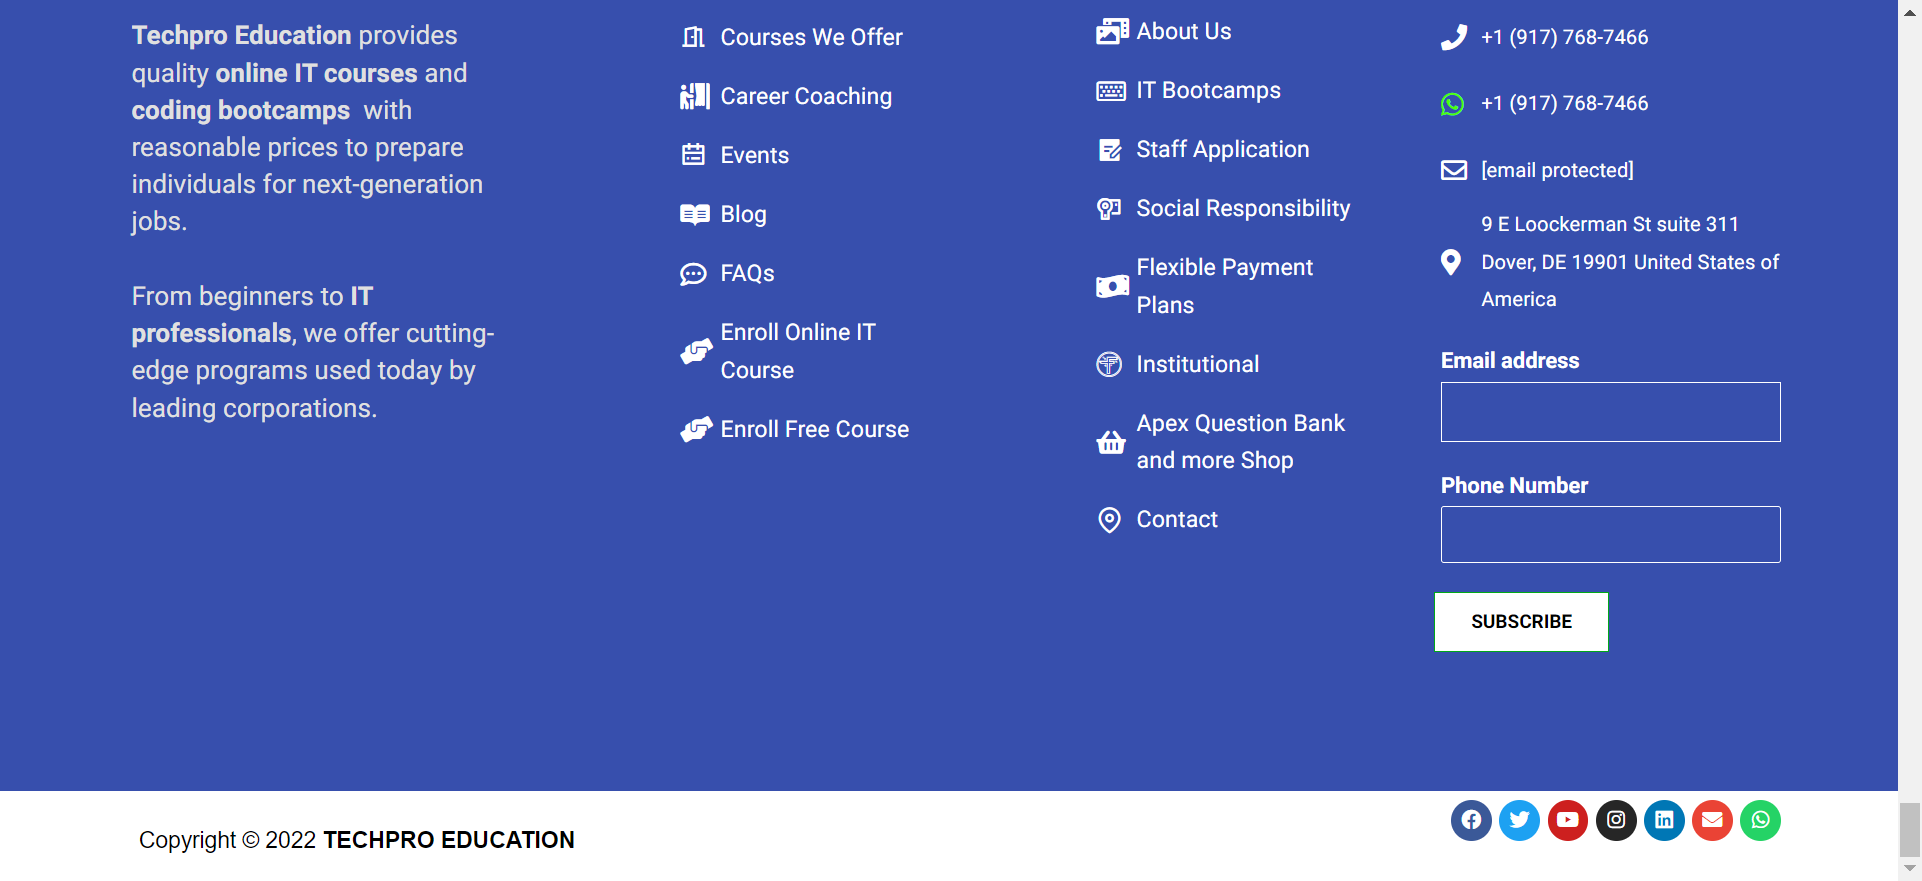 Techpro Education provides
quality online IT courses and
coding bootcamps with
reasonable prices to prepare
individuals for next-generation
jobs.
From beginners to IT
professionals, we offer cutting-
edge programs used today by
leading corporations.
Courses We Offer
Career Coaching
Events
Blog
FAQs
Enroll Online IT
Course
Enroll Free Course
About Us
IT Bootcamps
Staff Application
Social Responsibility
Flexible Payment
Plans
Institutional
Apex Question Bank
and more Shop
Contact
+1 (917) 768-7466
+1 (917) 768-7466
[email protected]
9 E Loockerman St suite 311
Dover, DE 19901 United States of
America
Email address
Phone Number
SUBSCRIBE
Copyright © 2022 TECHPRO EDUCATION